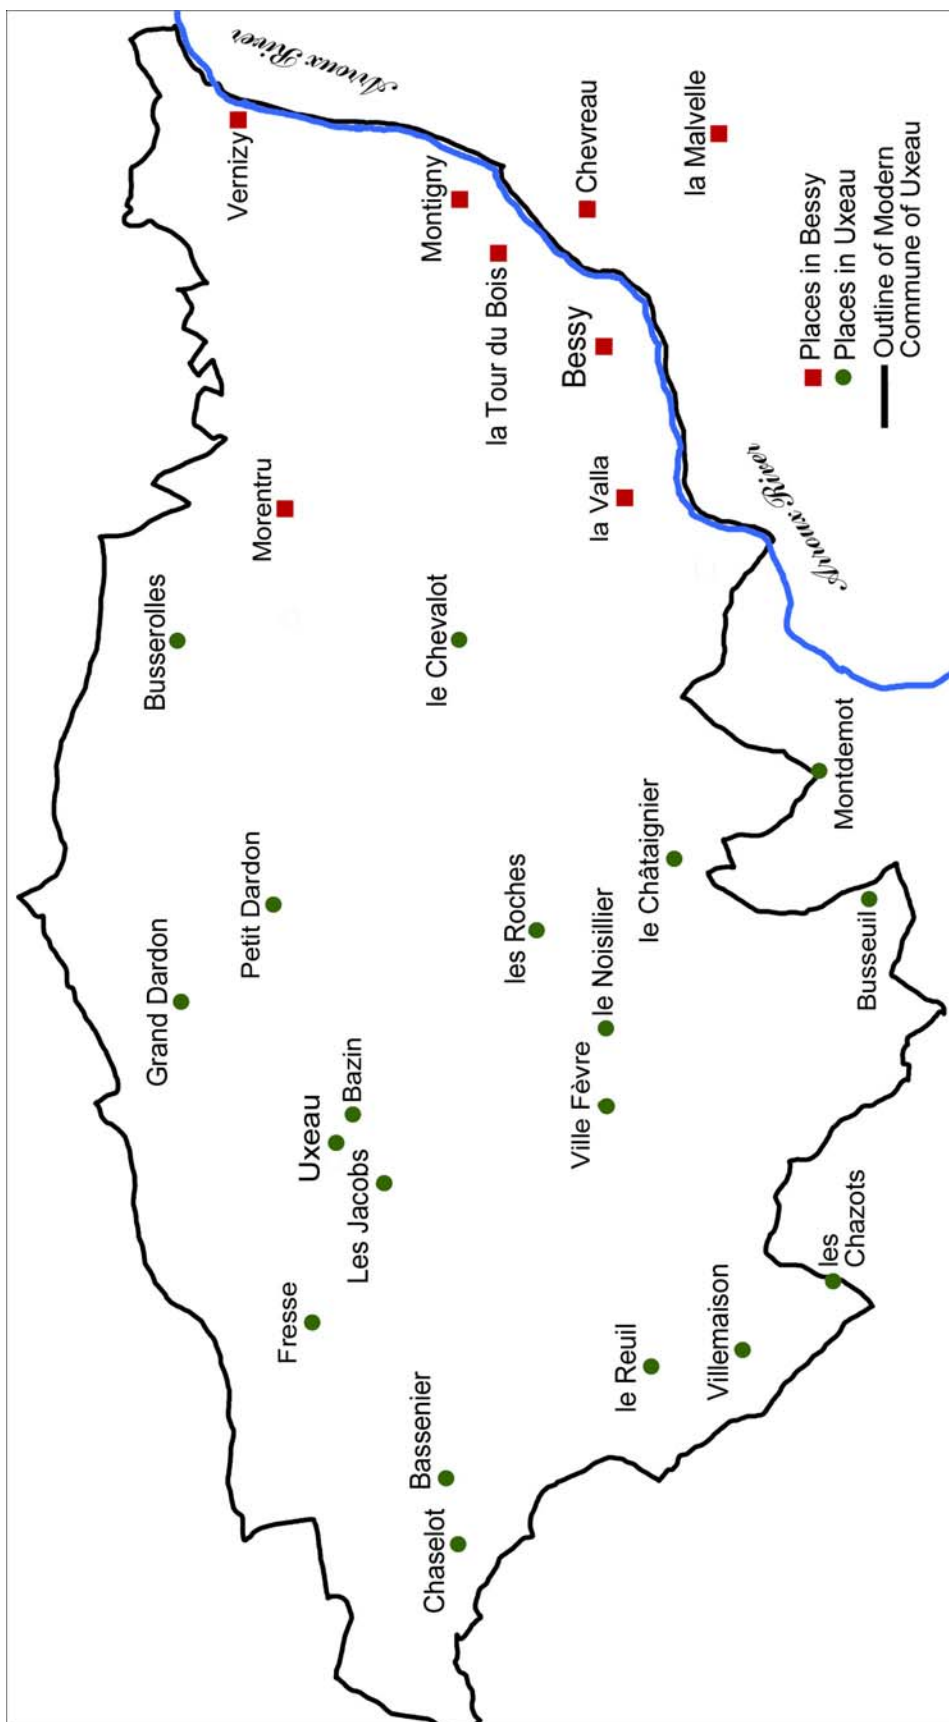 Arroux River
Busserolles
Grand Dardon
Vernizy
Petit Dardon
Morentru
Fresse
Uxeau
Bazin
Les Jacobs
Bassenier
Chaselot
Montigny
le Chevalot
la Tour du Bois
les Roches
Bessy
Ville Fèvre
Chevreau
la Valla
le Noisillier
le Reuil
le Châtaignier
la Malvelle
Villemaison
Arroux River
les
Chazots
Montdemot
Busseuil
Places in Bessy
Places in Uxeau
Outline of Modern
Commune of Uxeau